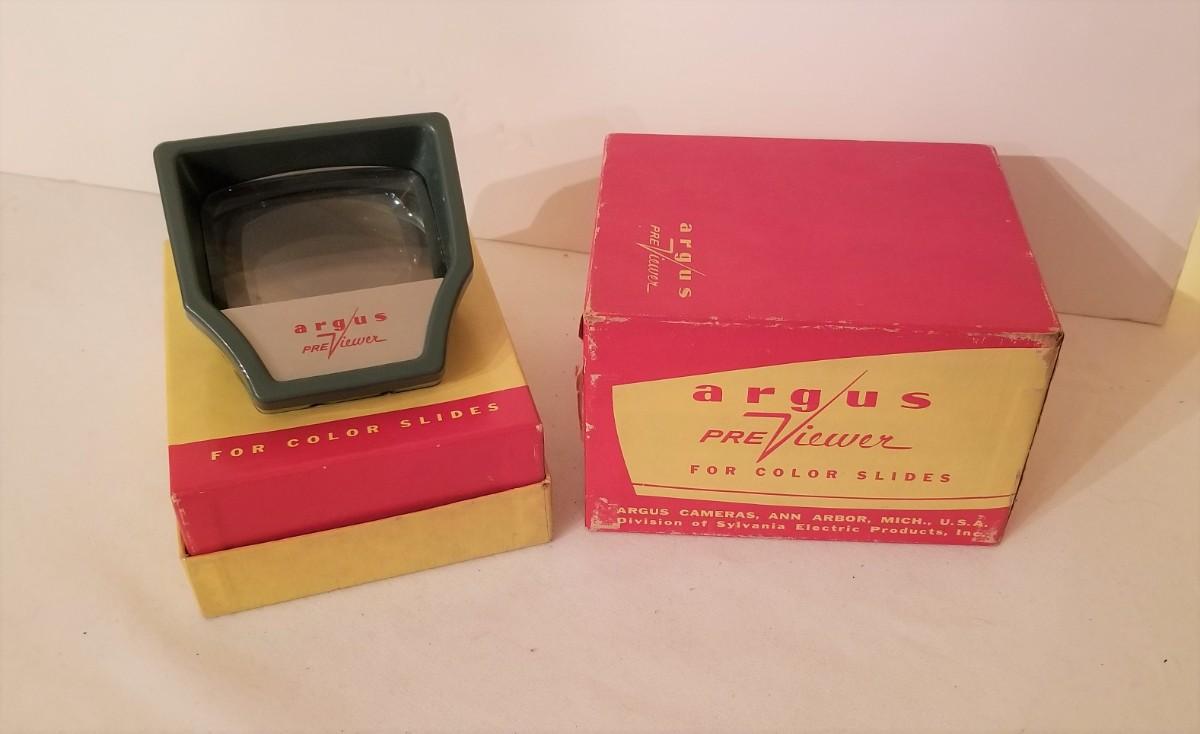 argus
PREViewer
FOR COLOR SLIDES
argus
PREViewer
argus
PREViewer
FOR COLOR SLIDES
ARGUS CAMERAS, ANN ARBOR, MICH., U.S.A.
Division of Sylvania Electric Products, Inc.